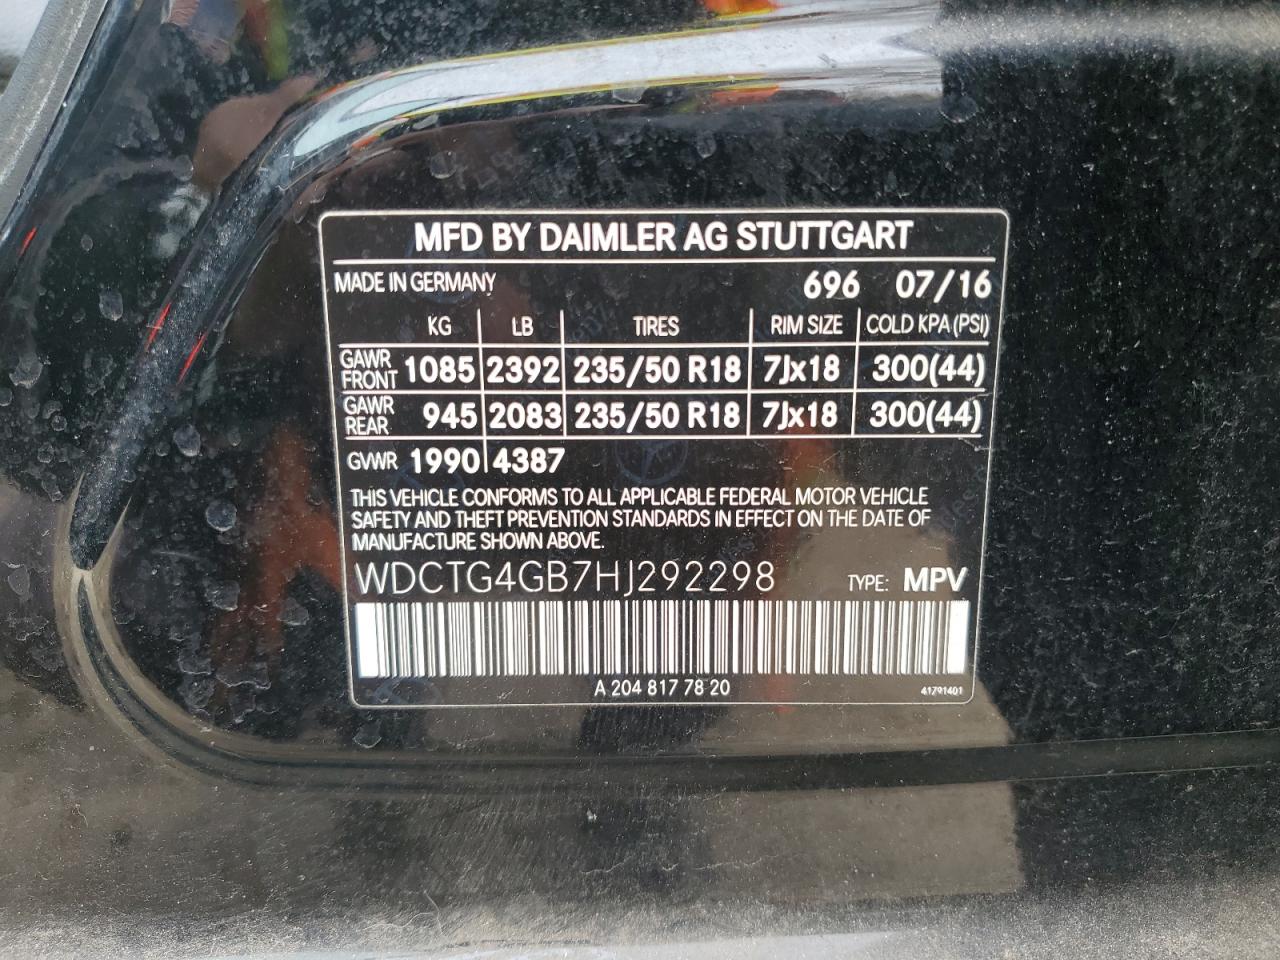 MFD BY DAIMLER AG STUTTGART
MADE IN GERMANY 696 07/16
KG LB TIRES RIM SIZE COLD KPA (PSI)
GAWR FRONT 1085 2392 235/50 R18 7Jx18 300(44)
GAWR REAR 945 2083 235/50 R18 7Jx18 300(44)
GVWR 1990 4387
THIS VEHICLE CONFORMS TO ALL APPLICABLE FEDERAL MOTOR VEHICLE
SAFETY AND THEFT PREVENTION STANDARDS IN EFFECT ON THE DATE OF
MANUFACTURE SHOWN ABOVE.
WDCTG4GB7HJ292298 TYPE: MPV
A 204 817 78 20 41791401